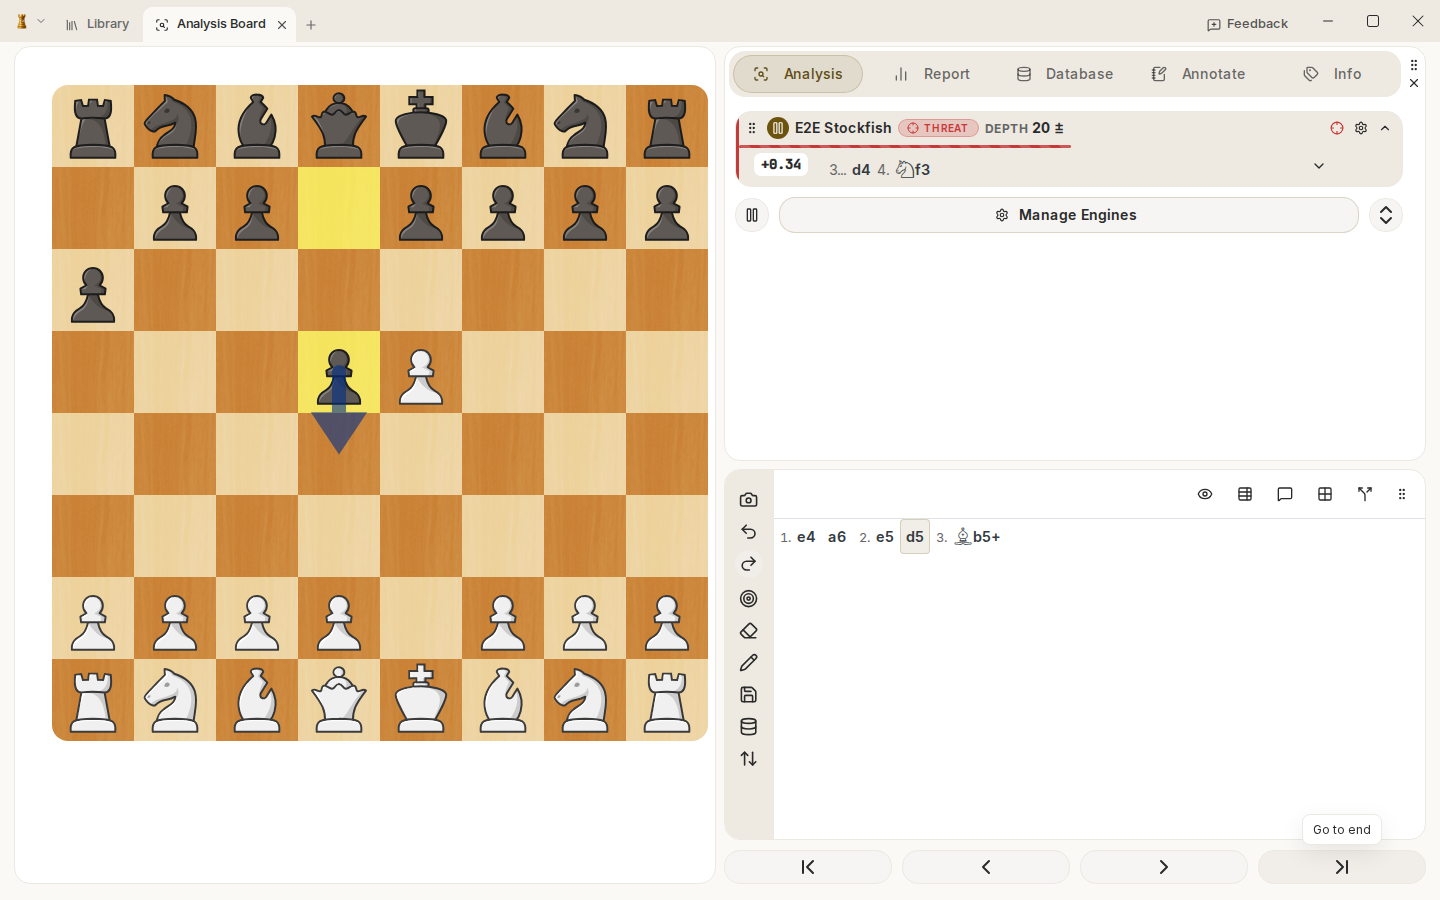 Library
Analysis Board
Feedback
Analysis
Report
Database
Annotate
Info
E2E Stockfish
THREAT
DEPTH 20 ±
+0.34
3... d4 4. ♘f3
Manage Engines
1. e4 a6 2. e5 d5 3. ♗b5+
Go to end